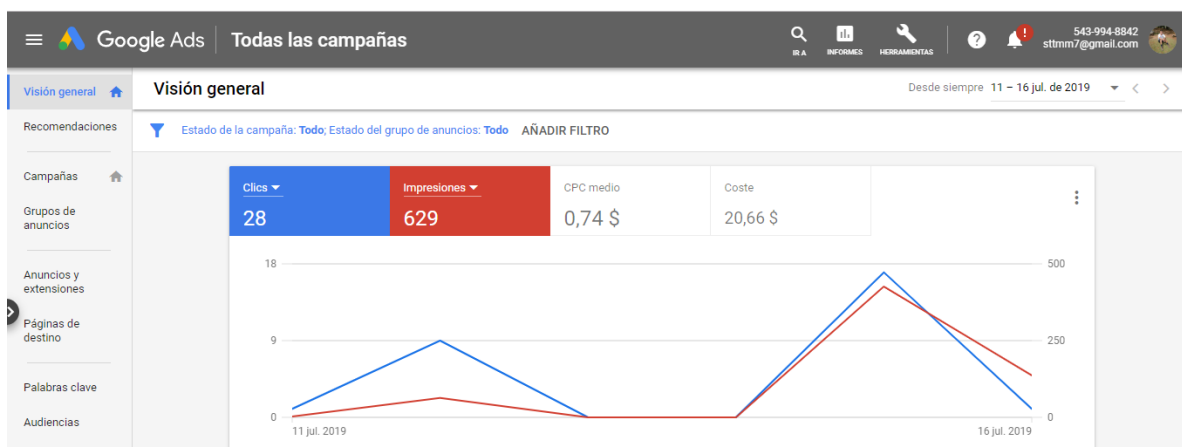 Google Ads Todas las campañas
IR A
INFORMES
HERRAMIENTAS
?
!
543-994-8842
sttmm7@gmail.com
Visión general
Recomendaciones
Campañas
Grupos de
anuncios
Anuncios y
extensiones
Páginas de
destino
Palabras clave
Audiencias
Visión general
Desde siempre 11 – 16 jul. de 2019
Estado de la campaña: Todo; Estado del grupo de anuncios: Todo AÑADIR FILTRO
Clics
28
Impresiones
629
CPC medio
0,74 $
Coste
20,66 $
18
9
0
500
250
0
11 jul. 2019
16 jul. 2019